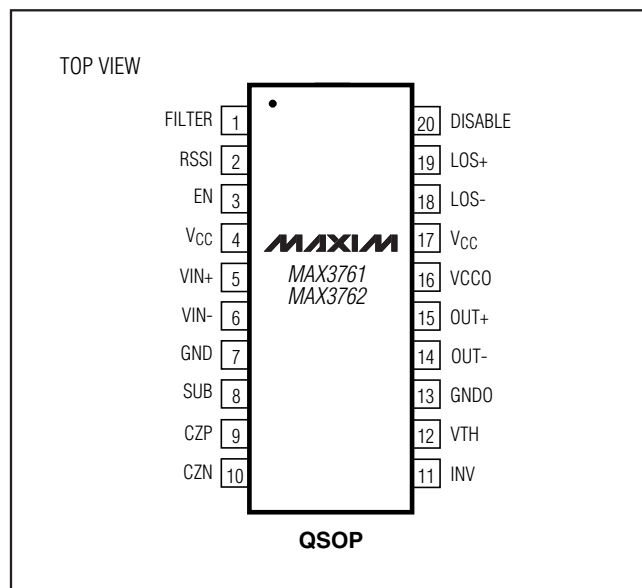 TOP VIEW
FILTER 1
RSSI 2
EN 3
VCC 4
VIN+ 5
VIN- 6
GND 7
SUB 8
CZP 9
CZN 10
MAXIM
MAX3761
MAX3762
20 DISABLE
19 LOS+
18 LOS-
17 VCC
16 VCCO
15 OUT+
14 OUT-
13 GNDO
12 VTH
11 INV
QSOP